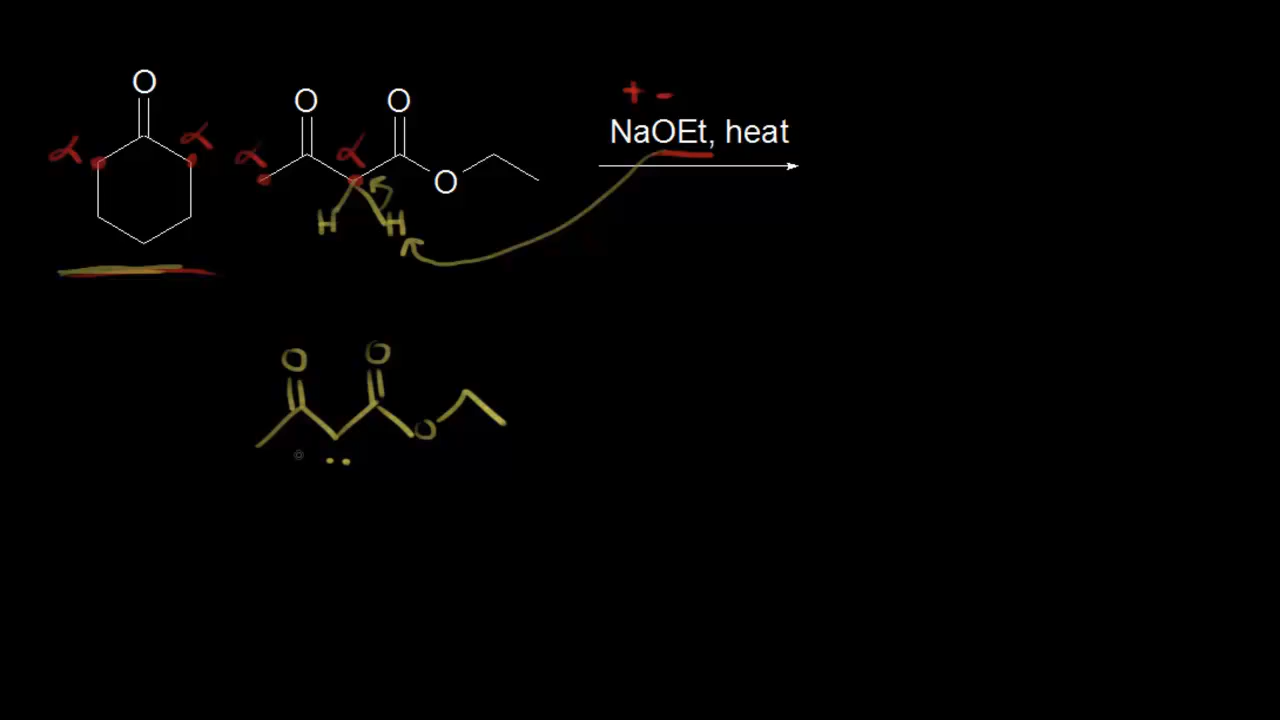 + -
O
O O
NaOEt, heat
α α α α
O
H H
O O
O